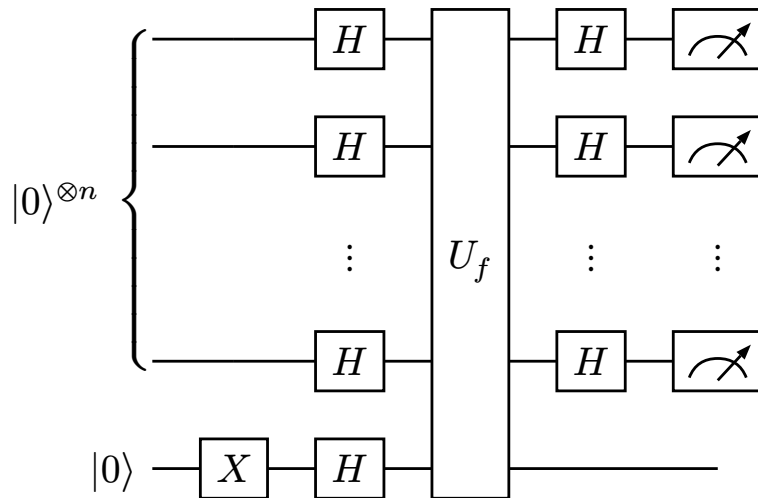 H H
H H
|0⟩⊗n
⋮ U_f ⋮ ⋮
H H
|0⟩ X H